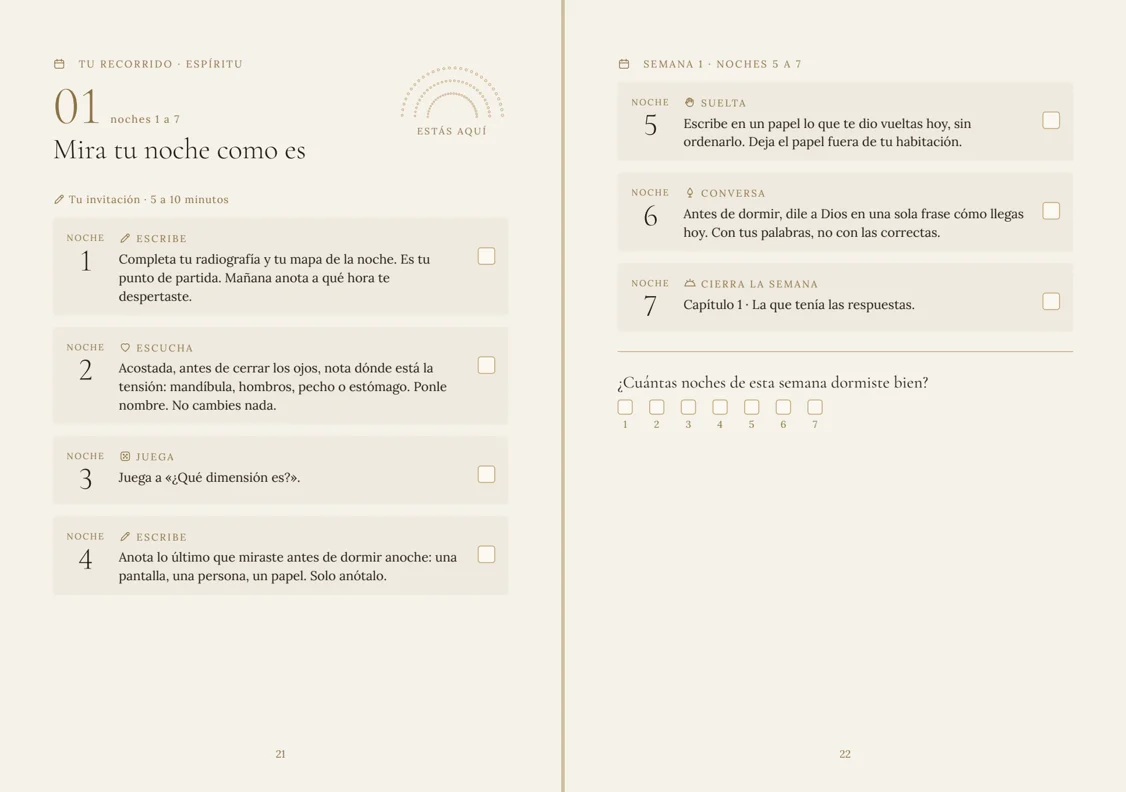 TU RECORRIDO · ESPÍRITU
01 noches 1 a 7
ESTÁS AQUÍ
Mira tu noche como es
Tu invitación · 5 a 10 minutos
NOCHE
1
ESCRIBE
Completa tu radiografía y tu mapa de la noche. Es tu
punto de partida. Mañana anota a qué hora te
despertaste.
NOCHE
2
ESCUCHA
Acostada, antes de cerrar los ojos, nota dónde está la
tensión: mandíbula, hombros, pecho o estómago. Ponle
nombre. No cambies nada.
NOCHE
3
JUEGA
Juega a «¿Qué dimensión es?».
NOCHE
4
ESCRIBE
Anota lo último que miraste antes de dormir anoche: una
pantalla, una persona, un papel. Solo anótalo.
21
SEMANA 1 · NOCHES 5 A 7
NOCHE
5
SUELTA
Escribe en un papel lo que te dio vueltas hoy, sin
ordenarlo. Deja el papel fuera de tu habitación.
NOCHE
6
CONVERSA
Antes de dormir, dile a Dios en una sola frase cómo llegas
hoy. Con tus palabras, no con las correctas.
NOCHE
7
CIERRA LA SEMANA
Capítulo 1 · La que tenía las respuestas.
¿Cuántas noches de esta semana dormiste bien?
1 2 3 4 5 6 7
22